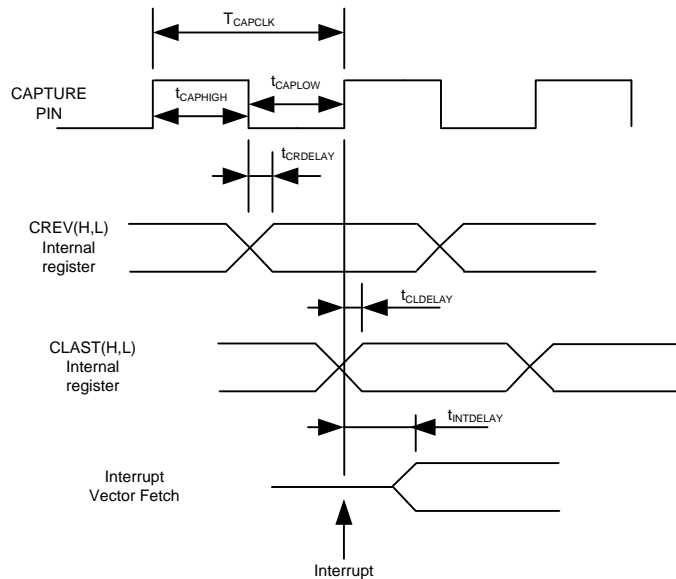 TCAPCLK
CAPTURE
PIN
tCAPHIGH
tCAPLOW
tCRDELAY
CREV(H,L)
Internal
register
tCLDELAY
CLAST(H,L)
Internal
register
tINTDELAY
Interrupt
Vector Fetch
Interrupt